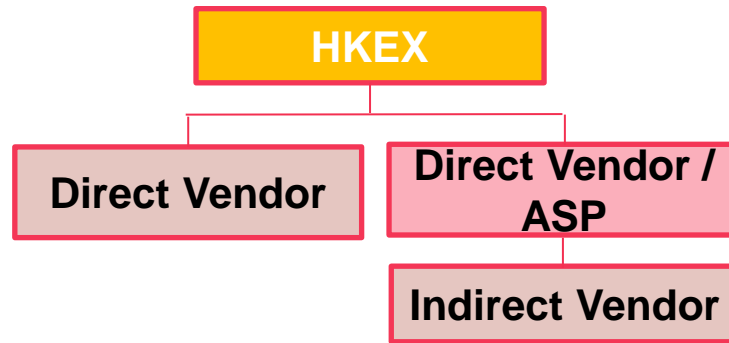 HKEX
Direct Vendor
Direct Vendor /
ASP
Indirect Vendor